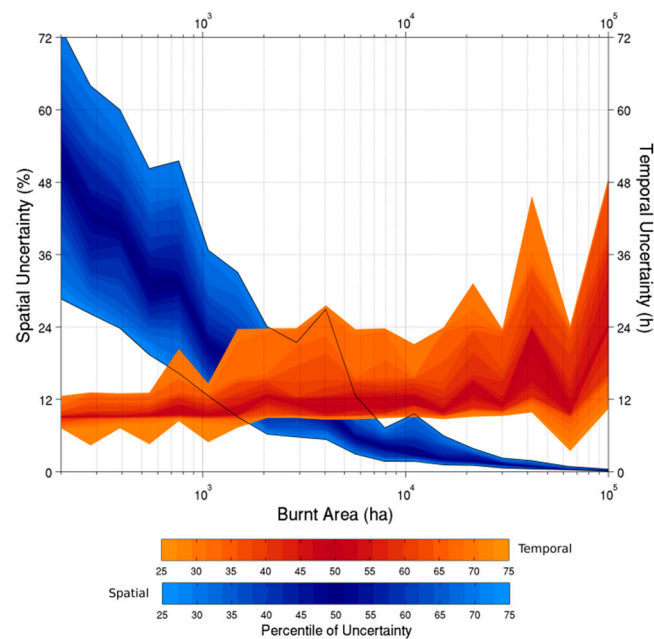 10³ 10⁴ 10⁵
72 72
60 60
48 48
36 36
24 24
12 12
0 0
Spatial Uncertainty (%)
Temporal Uncertainty (h)
10³ 10⁴ 10⁵
Burnt Area (ha)
Temporal
25 30 35 40 45 50 55 60 65 70 75
Spatial
25 30 35 40 45 50 55 60 65 70 75
Percentile of Uncertainty